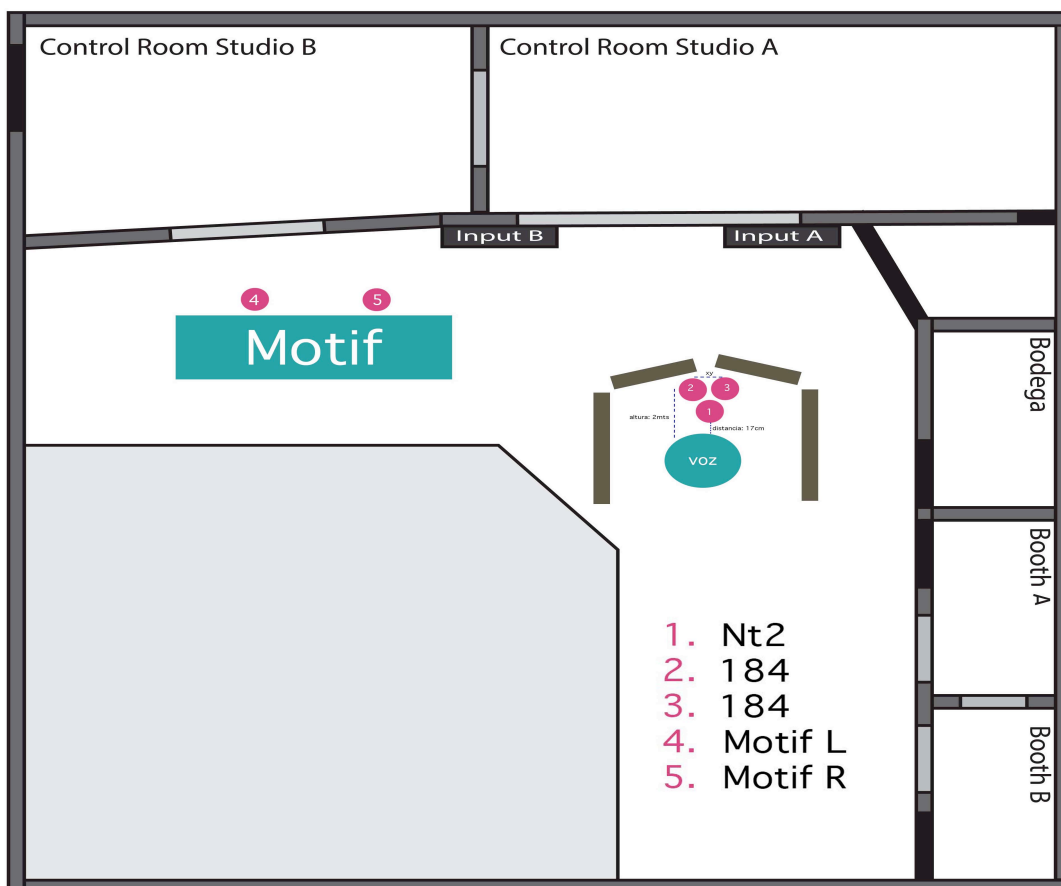 Control Room Studio B
Control Room Studio A
Input B
Input A
4
5
Motif
Bodega
xy
2
3
1
altura: 2mts
distancia: 17cm
voz
Booth A
1. Nt2
2. 184
3. 184
4. Motif L
5. Motif R
Booth B